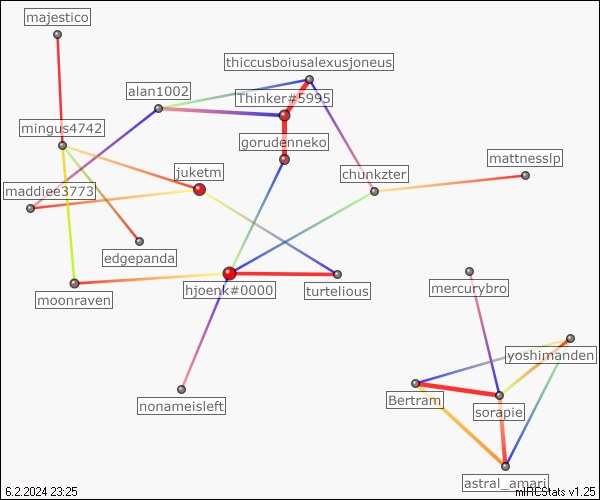 majestico
thiccusboiusalexusjoneus
alan1002
Thinker#5995
mingus4742
gorudenneko
juketm
chunkzter
mattnesslp
maddiee3773
edgepanda
hjoenk#0000
turtelious
mercurybro
moonraven
yoshimanden
Bertram_
sorapie
nonameisleft
astral_amari
6.2.2024 23:25
mIRCStats v1.25